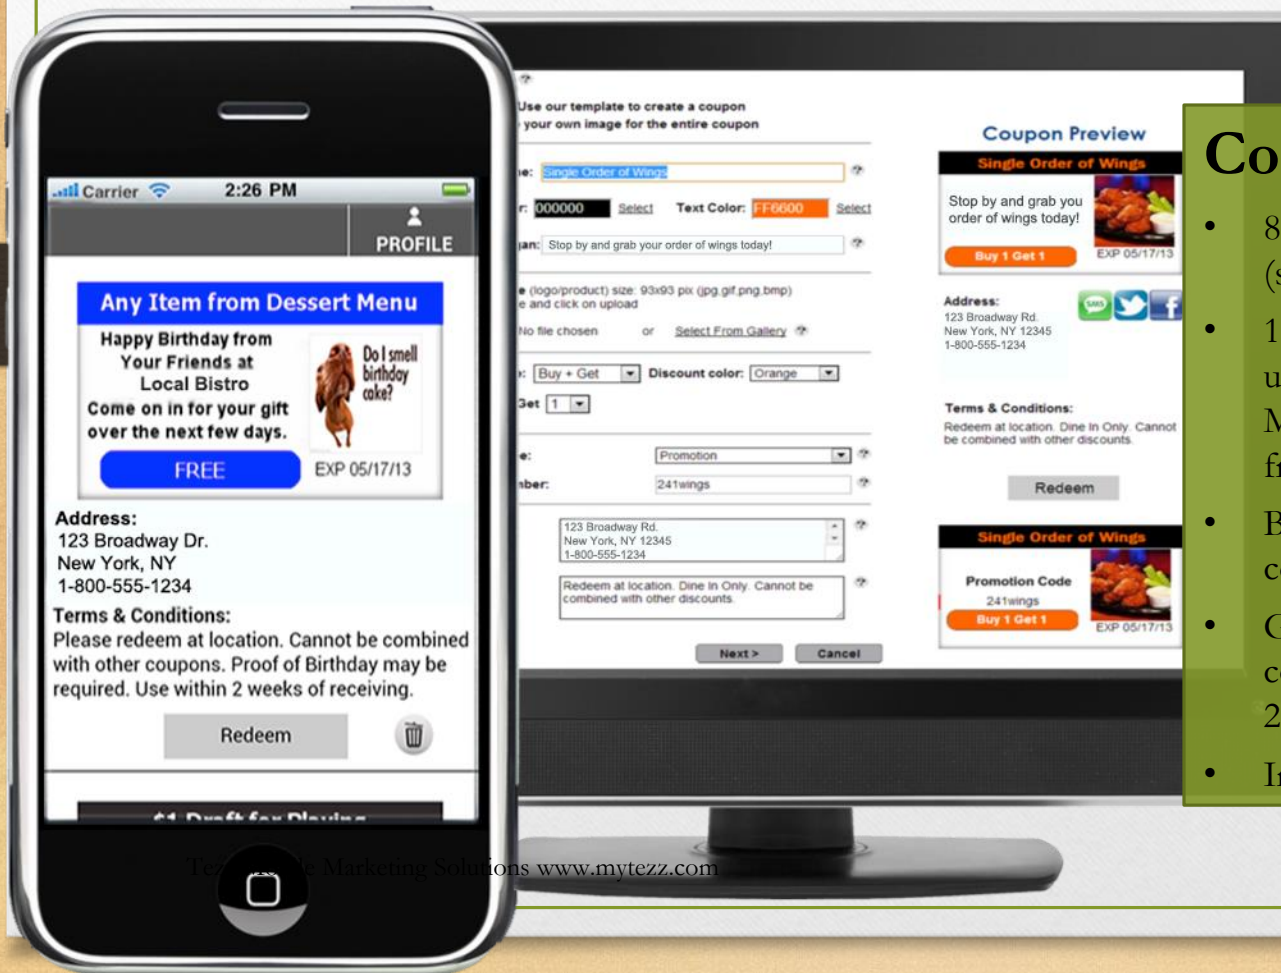 Carrier 2:26 PM
PROFILE
Any Item from Dessert Menu
Happy Birthday from
Your Friends at
Local Bistro
Come on in for your gift
over the next few days.
Do I smell
birthday
cake?
FREE
EXP 05/17/13
Address:
123 Broadway Dr.
New York, NY
1-800-555-1234
Terms & Conditions:
Please redeem at location. Cannot be combined
with other coupons. Proof of Birthday may be
required. Use within 2 weeks of receiving.
Redeem
Use our template to create a coupon
your own image for the entire coupon
Single Order of Wings
000000 Select Text Color: FF6600 Select
Stop by and grab your order of wings today!
(logo/product) size: 93x93 pix (jpg.gif.png.bmp)
and click on upload
No file chosen or Select From Gallery
Buy + Get Discount color: Orange
Get 1
Promotion
241wings
123 Broadway Rd.
New York, NY 12345
1-800-555-1234
Redeem at location. Dine In Only. Cannot be
combined with other discounts.
Next > Cancel
Coupon Preview
Single Order of Wings
Stop by and grab you
order of wings today!
Buy 1 Get 1
EXP 05/17/13
Address:
123 Broadway Rd.
New York, NY 12345
1-800-555-1234
SMS
Terms & Conditions:
Redeem at location. Dine In Only. Cannot
be combined with other discounts.
Redeem
Single Order of Wings
Promotion Code
241wings
Buy 1 Get 1
EXP 05/17/13
Marketing Solutions www.mytezz.com